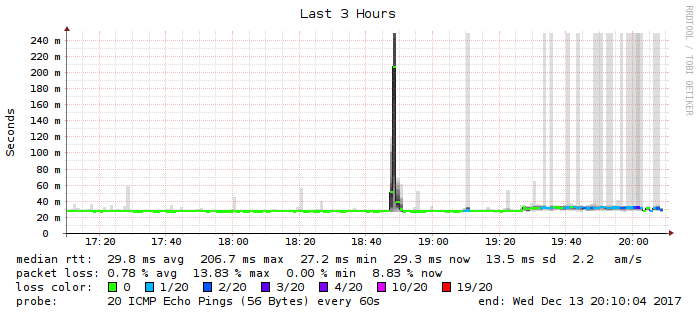 Last 3 Hours
RRDTOOL / TOBI OETIKER
Seconds
240 m
220 m
200 m
180 m
160 m
140 m
120 m
100 m
80 m
60 m
40 m
20 m
0
17:20 17:40 18:00 18:20 18:40 19:00 19:20 19:40 20:00
median rtt: 29.8 ms avg 206.7 ms max 27.2 ms min 29.3 ms now 13.5 ms sd 2.2 am/s
packet loss: 0.78 % avg 13.83 % max 0.00 % min 8.83 % now
loss color: 0 1/20 2/20 3/20 4/20 10/20 19/20
probe: 20 ICMP Echo Pings (56 Bytes) every 60s end: Wed Dec 13 20:10:04 2017